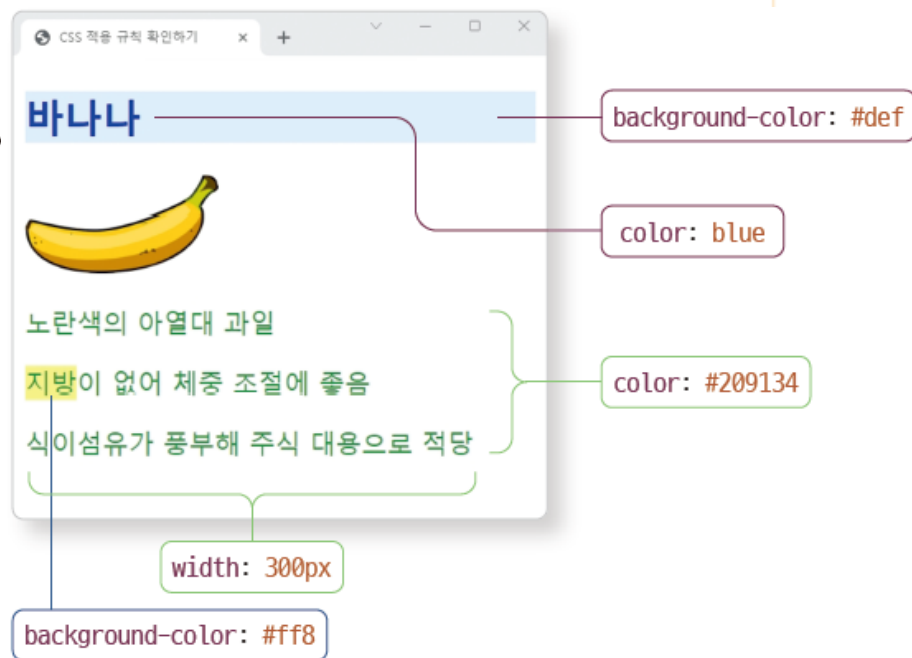 CSS 적용 규칙 확인하기
바나나
background-color: #def
color: blue
노란색의 아열대 과일
지방이 없어 체중 조절에 좋음
color: #209134
식이섬유가 풍부해 주식 대용으로 적당
width: 300px
background-color: #ff8